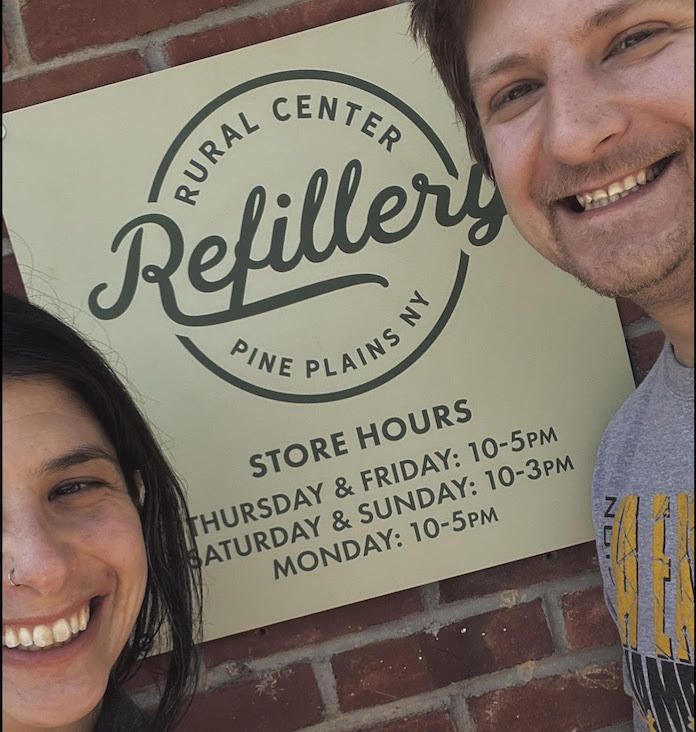 RURAL CENTER
Refillery
PINE PLAINS NY
STORE HOURS
THURSDAY & FRIDAY: 10-5PM
SATURDAY & SUNDAY: 10-3PM
MONDAY: 10-5PM